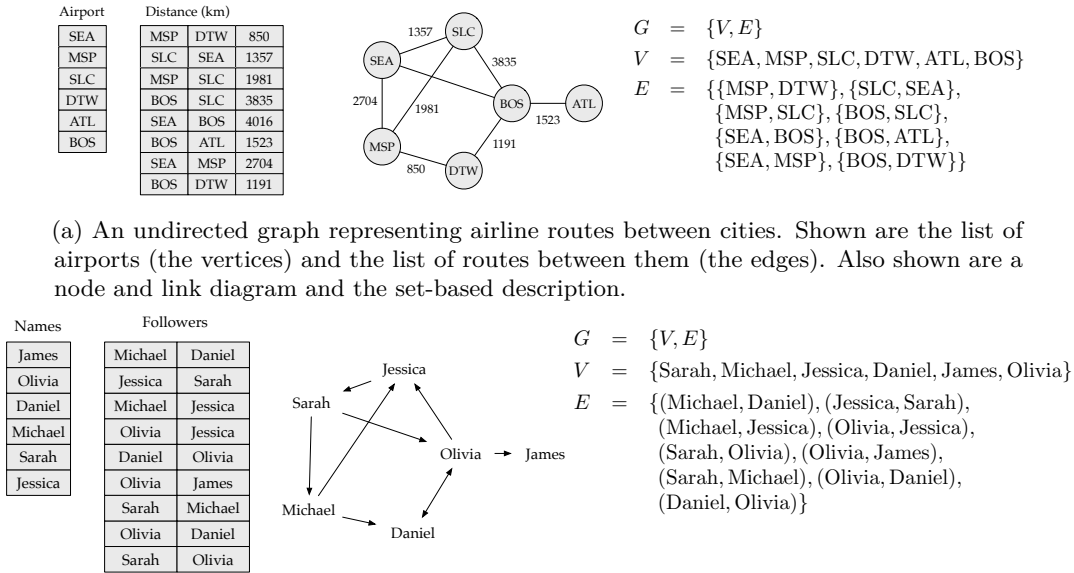 Airport
SEA
MSP
SLC
DTW
ATL
BOS
Distance (km)
MSP DTW 850
SLC SEA 1357
MSP SLC 1981
BOS SLC 3835
SEA BOS 4016
BOS ATL 1523
SEA MSP 2704
BOS DTW 1191
SLC
1357
SEA
3835
BOS
ATL
2704
1981
1523
MSP
1191
850
DTW
G = {V, E}
V = {SEA, MSP, SLC, DTW, ATL, BOS}
E = {{MSP, DTW}, {SLC, SEA},
{MSP, SLC}, {BOS, SLC},
{SEA, BOS}, {BOS, ATL},
{SEA, MSP}, {BOS, DTW}}
(a) An undirected graph representing airline routes between cities. Shown are the list of
airports (the vertices) and the list of routes between them (the edges). Also shown are a
node and link diagram and the set-based description.
Names
James
Olivia
Daniel
Michael
Sarah
Jessica
Followers
Michael Daniel
Jessica Sarah
Michael Jessica
Olivia Jessica
Daniel Olivia
Olivia James
Sarah Michael
Olivia Daniel
Sarah Olivia
Jessica
Sarah
Olivia
James
Michael
Daniel
G = {V, E}
V = {Sarah, Michael, Jessica, Daniel, James, Olivia}
E = {(Michael, Daniel), (Jessica, Sarah),
(Michael, Jessica), (Olivia, Jessica),
(Sarah, Olivia), (Olivia, James),
(Sarah, Michael), (Olivia, Daniel),
(Daniel, Olivia)}